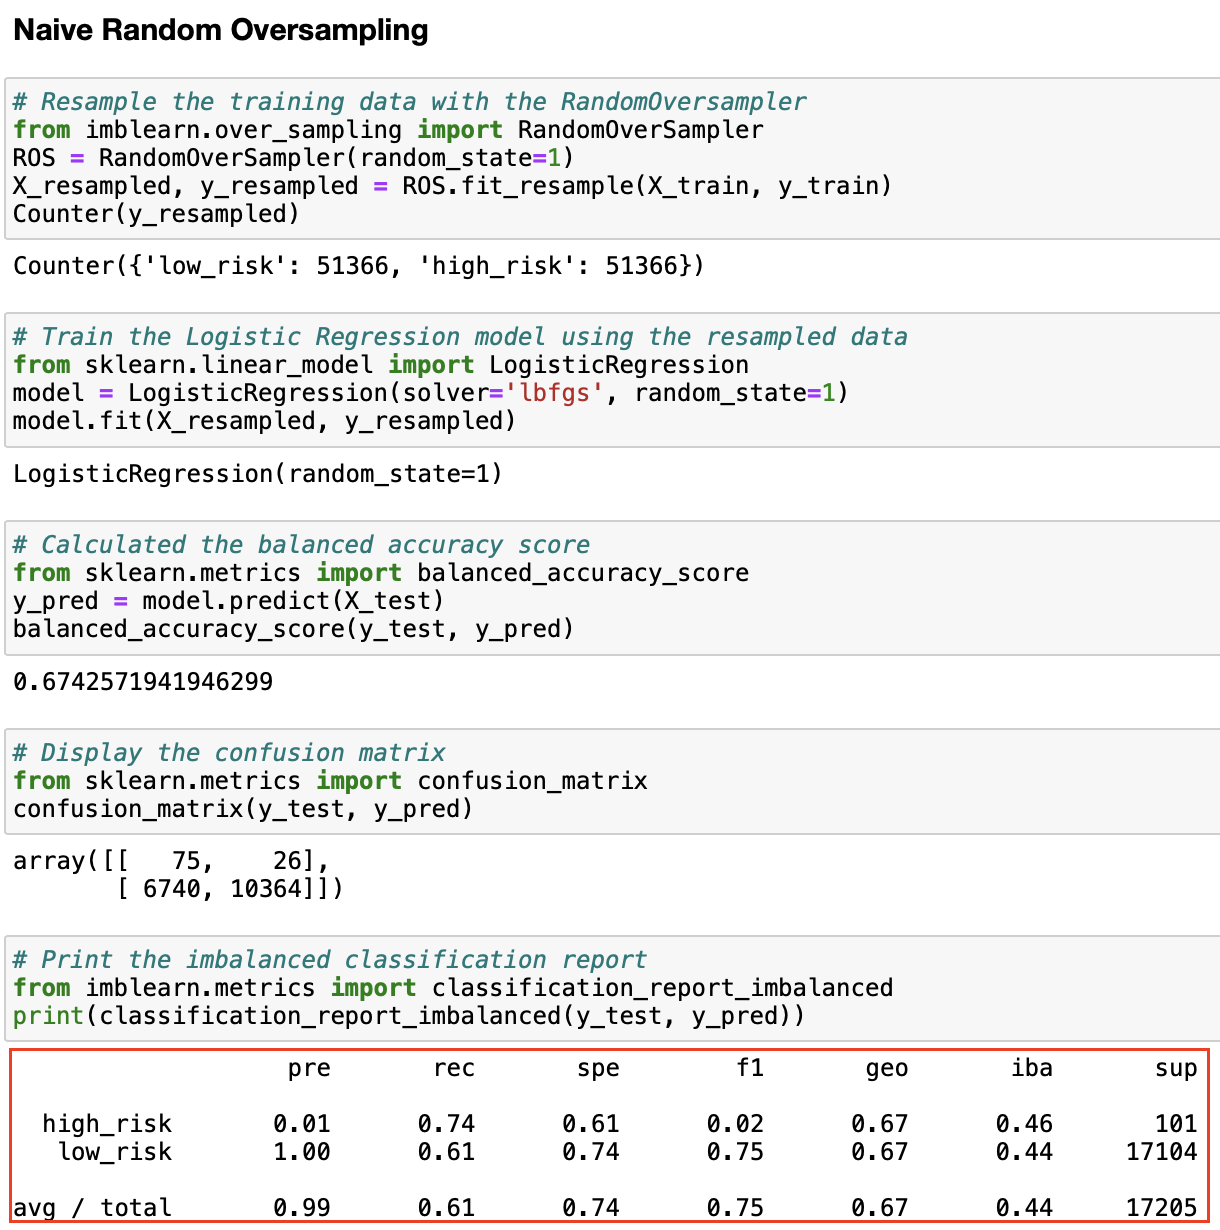 Naive Random Oversampling
# Resample the training data with the RandomOversampler
from imblearn.over_sampling import RandomOverSampler
ROS = RandomOverSampler(random_state=1)
X_resampled, y_resampled = ROS.fit_resample(X_train, y_train)
Counter(y_resampled)
Counter({'low_risk': 51366, 'high_risk': 51366})
# Train the Logistic Regression model using the resampled data
from sklearn.linear_model import LogisticRegression
model = LogisticRegression(solver='lbfgs', random_state=1)
model.fit(X_resampled, y_resampled)
LogisticRegression(random_state=1)
# Calculated the balanced accuracy score
from sklearn.metrics import balanced_accuracy_score
y_pred = model.predict(X_test)
balanced_accuracy_score(y_test, y_pred)
0.6742571941946299
# Display the confusion matrix
from sklearn.metrics import confusion_matrix
confusion_matrix(y_test, y_pred)
array([[   75,    26],
       [ 6740, 10364]])
# Print the imbalanced classification report
from imblearn.metrics import classification_report_imbalanced
print(classification_report_imbalanced(y_test, y_pred))
                   pre       rec       spe        f1       geo       iba       sup
  high_risk       0.01      0.74      0.61      0.02      0.67      0.46       101
   low_risk       1.00      0.61      0.74      0.75      0.67      0.44     17104
avg / total       0.99      0.61      0.74      0.75      0.67      0.44     17205